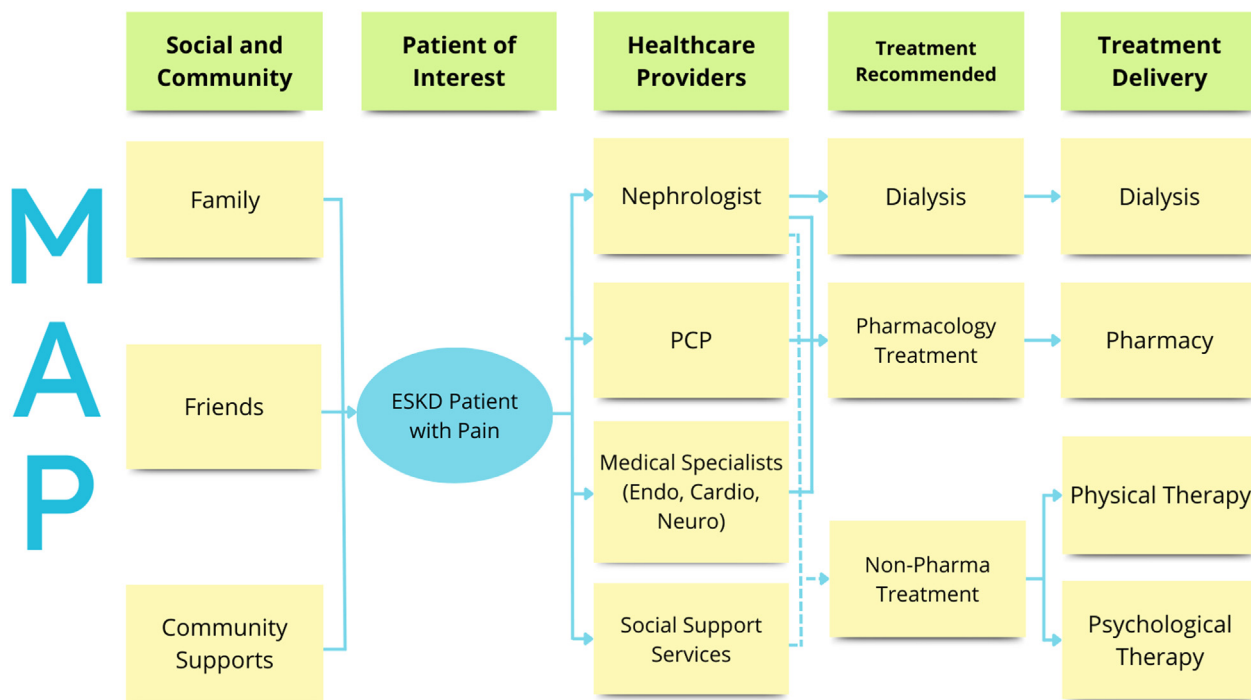 MAP
Social and
Community
Patient of
Interest
Healthcare
Providers
Treatment
Recommended
Treatment
Delivery
Family
Friends
Community
Supports
ESKD Patient
with Pain
Nephrologist
PCP
Medical Specialists
(Endo, Cardio,
Neuro)
Social Support
Services
Dialysis
Pharmacology
Treatment
Non-Pharma
Treatment
Dialysis
Pharmacy
Physical Therapy
Psychological
Therapy